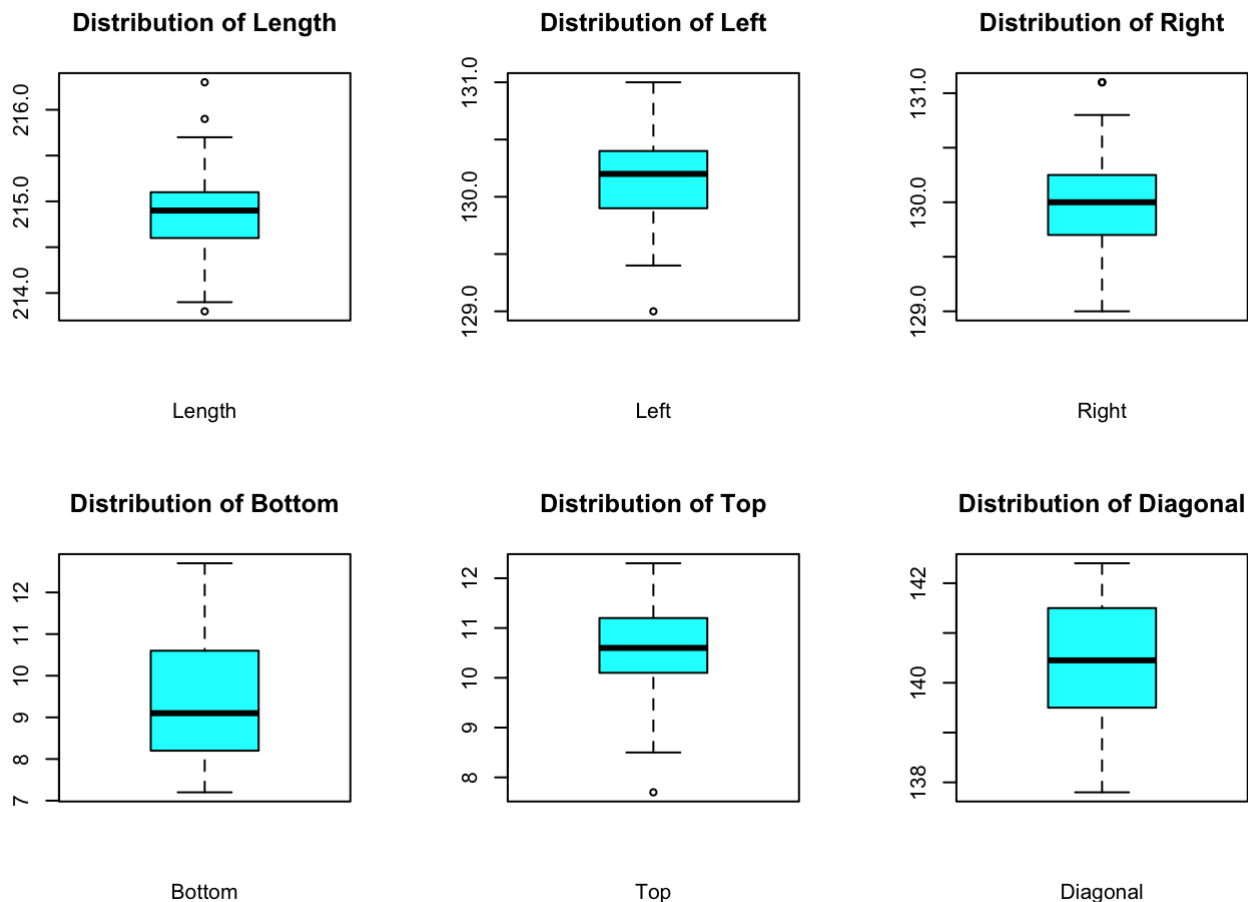 Distribution of Length
216.0
215.0
214.0
Length
Distribution of Left
131.0
130.0
129.0
Left
Distribution of Right
131.0
130.0
129.0
Right
Distribution of Bottom
12
11
10
9
8
7
Bottom
Distribution of Top
12
11
10
9
8
Top
Distribution of Diagonal
142
140
138
Diagonal